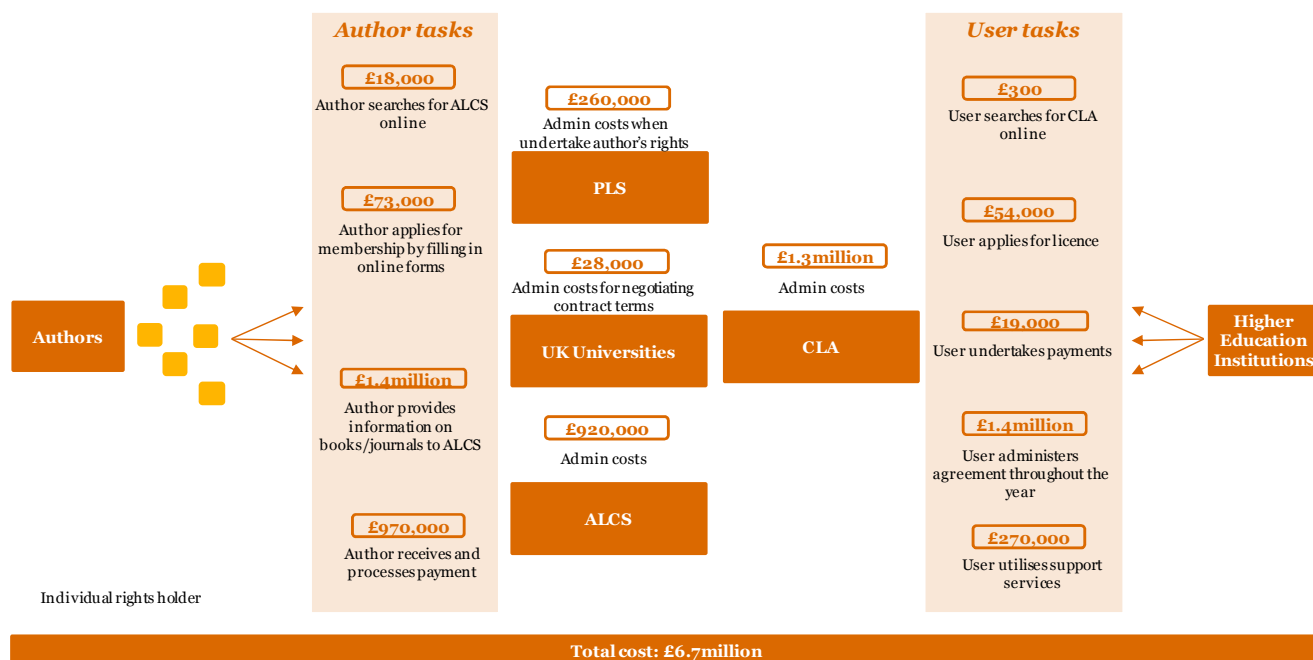 Author tasks
£18,000
Author searches for ALCS
online
£73,000
Author applies for
membership by filling in
online forms
£1.4million
Author provides
information on
books/journals to ALCS
£970,000
Author receives and
processes payment
Authors
Individual rights holder
£260,000
Admin costs when
undertake author's rights
PLS
£28,000
Admin costs for negotiating
contract terms
UK Universities
£920,000
Admin costs
ALCS
£1.3million
Admin costs
CLA
User tasks
£300
User searches for CLA
online
£54,000
User applies for licence
£19,000
User undertakes payments
£1.4million
User administers
agreement throughout the
year
£270,000
User utilises support
services
Higher
Education
Institutions
Total cost: £6.7million